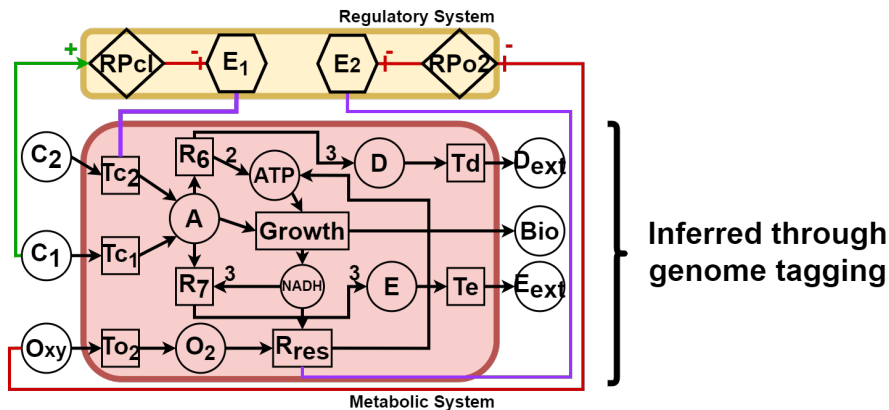 Regulatory System
+
RPcl
-
E1
E2
-
RPo2
-
C2
Tc2
R6
2
ATP
3
D
Td
Dext
A
Growth
Bio
Inferred through
genome tagging
C1
Tc1
R7
3
NADH
3
E
Te
Eext
Oxy
To2
O2
Rres
Metabolic System